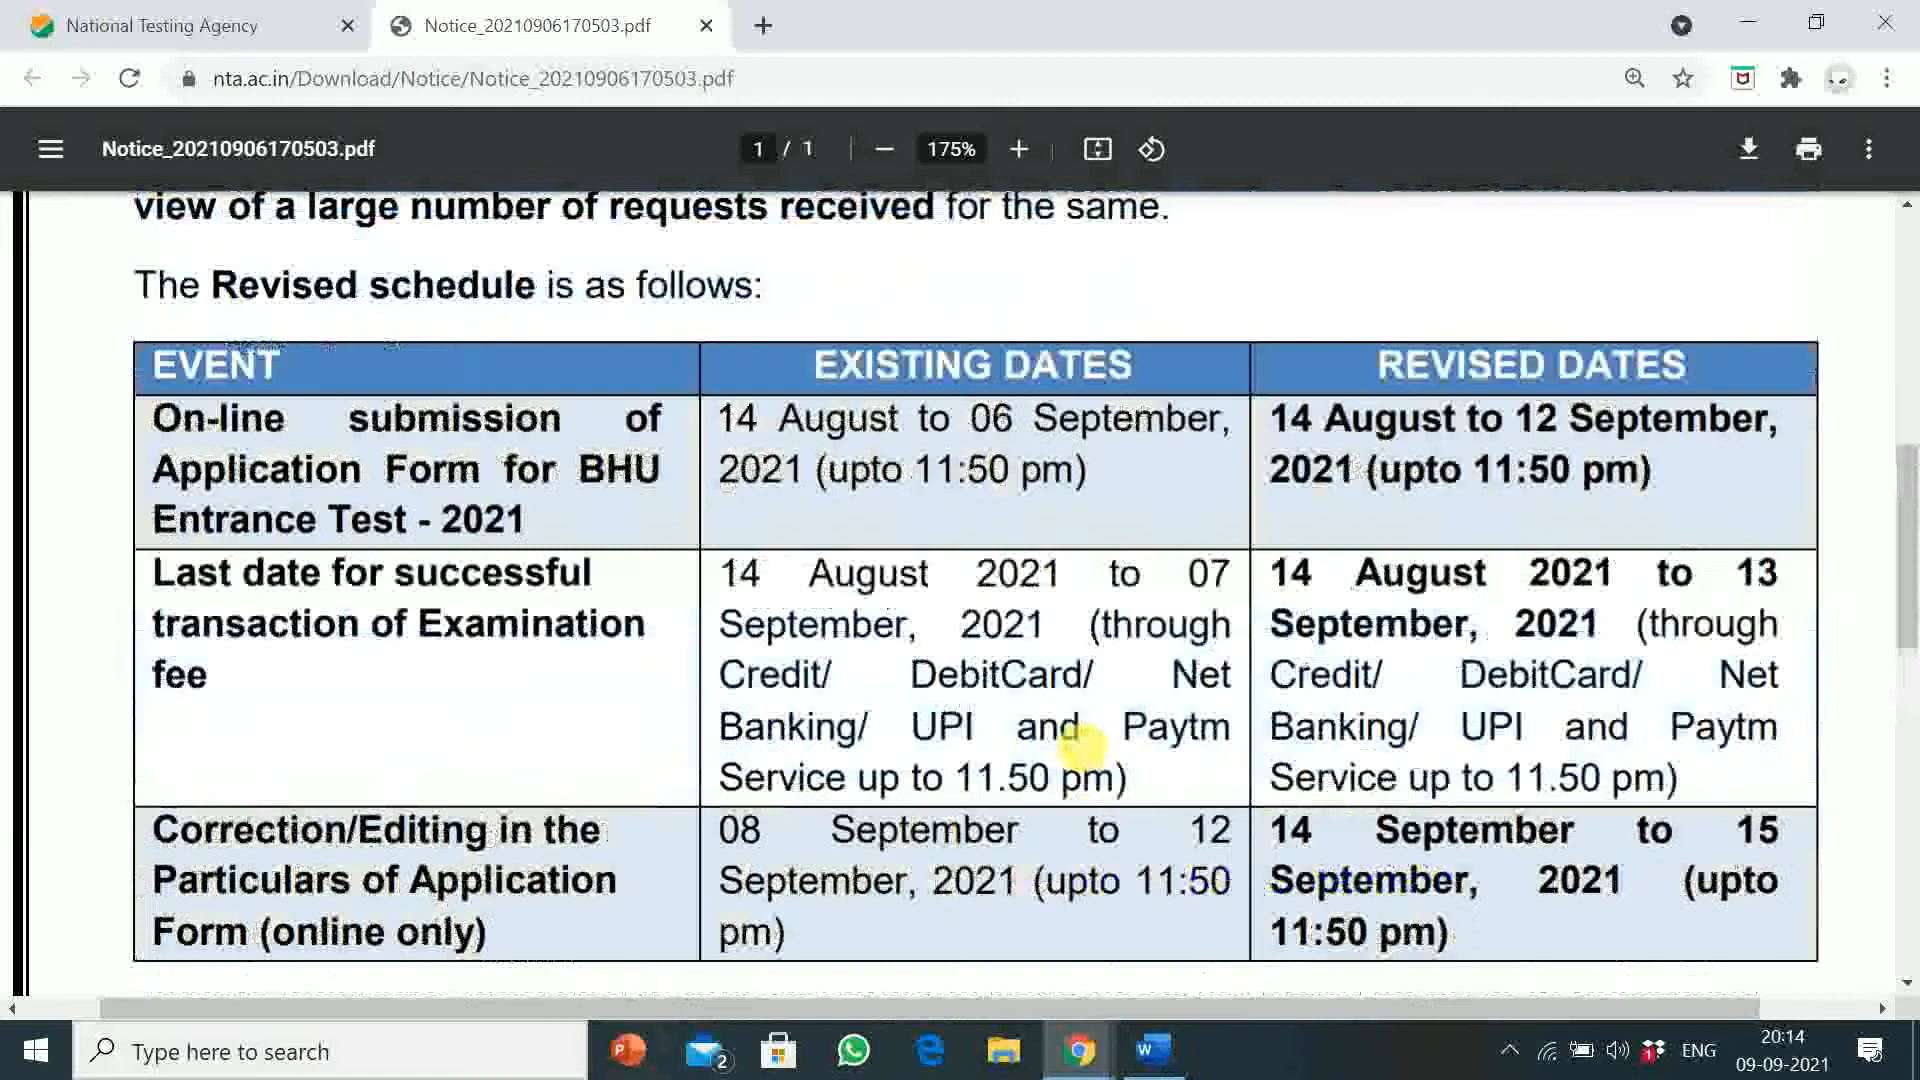 National Testing Agency
Notice_20210906170503.pdf
nta.ac.in/Download/Notice/Notice_20210906170503.pdf
Notice_20210906170503.pdf
1 / 1
175%
view of a large number of requests received for the same.
The Revised schedule is as follows:
EVENT EXISTING DATES REVISED DATES
On-line submission of
Application Form for BHU
Entrance Test - 2021
14 August to 06 September,
2021 (upto 11:50 pm)
14 August to 12 September,
2021 (upto 11:50 pm)
Last date for successful
transaction of Examination
fee
14 August 2021 to 07
September, 2021 (through
Credit/ DebitCard/ Net
Banking/ UPI and Paytm
Service up to 11.50 pm)
14 August 2021 to 13
September, 2021 (through
Credit/ DebitCard/ Net
Banking/ UPI and Paytm
Service up to 11.50 pm)
Correction/Editing in the
Particulars of Application
Form (online only)
08 September to 12
September, 2021 (upto 11:50
pm)
14 September to 15
September, 2021 (upto
11:50 pm)
Type here to search
2
1
ENG
20:14
09-09-2021